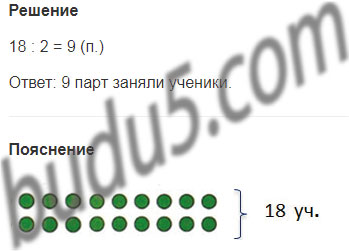 Решение
18 : 2 = 9 (п.)
Ответ: 9 парт заняли ученики.
Пояснение
18 уч.
budu5.com